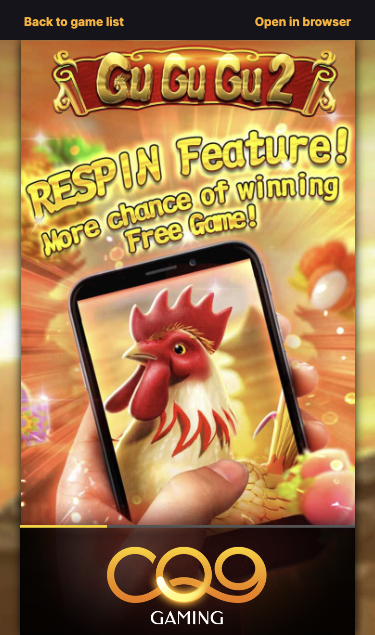 Back to game list Open in browser
Gu Gu Gu 2
RESPIN Feature!
More chance of winning
Free Game!
CQ9
GAMING